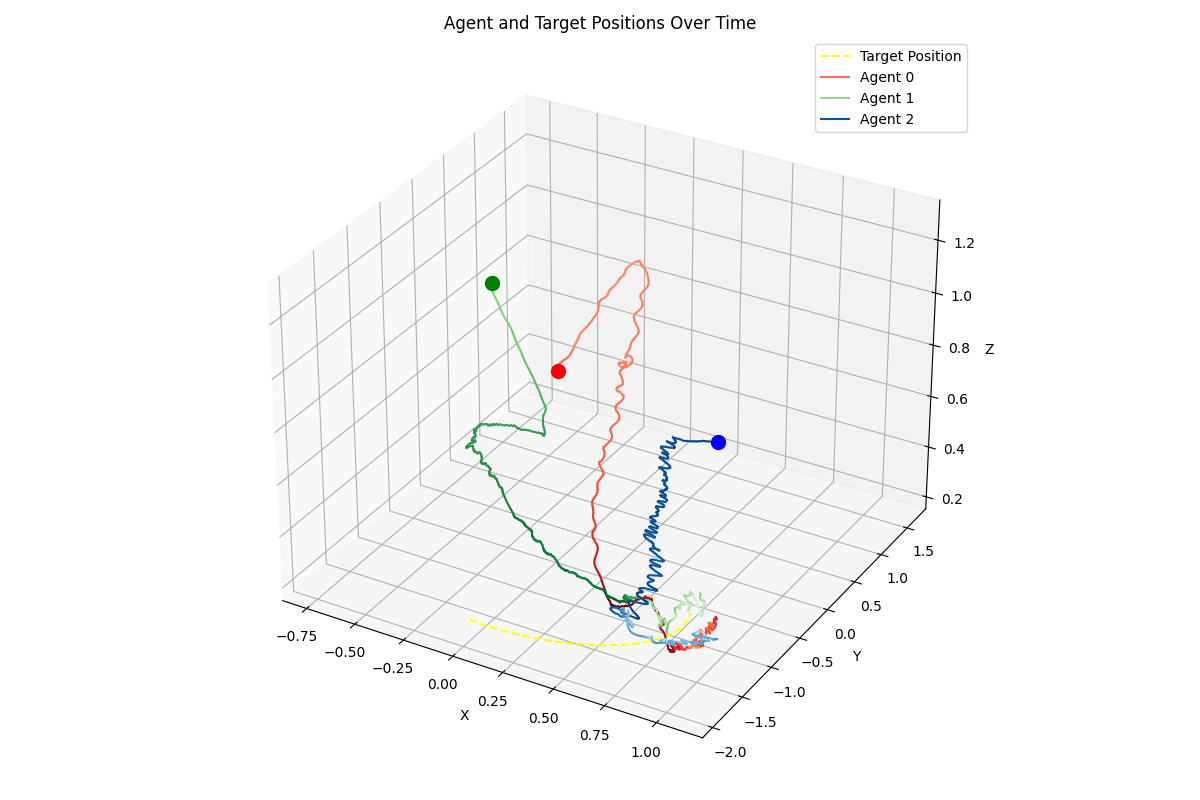 Agent and Target Positions Over Time
Target Position
Agent 0
Agent 1
Agent 2
1.2
1.0
0.8
0.6
0.4
0.2
Z
1.5
1.0
0.5
0.0
−0.5
−1.0
−1.5
−2.0
Y
−0.75
−0.50
−0.25
0.00
0.25
0.50
0.75
1.00
X